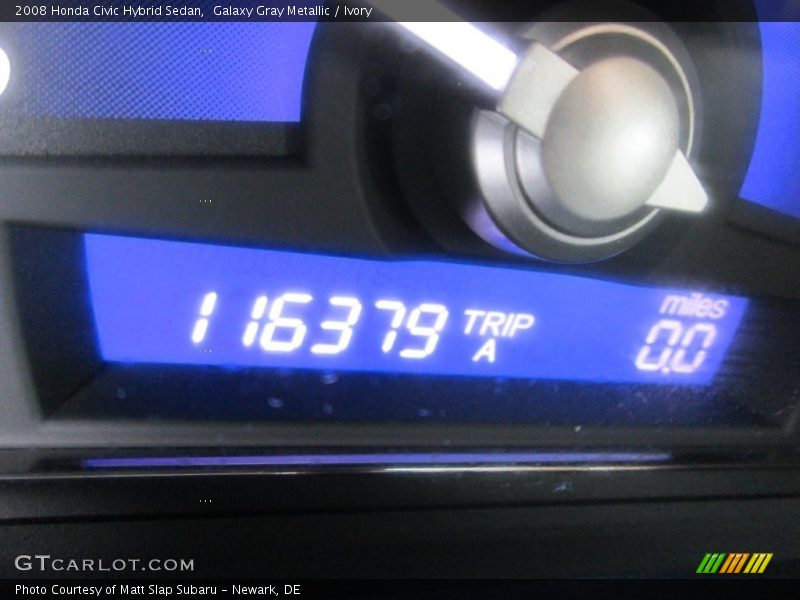 2008 Honda Civic Hybrid Sedan, Galaxy Gray Metallic / Ivory
miles
116379 TRIP 0.0
A
GTCARLOT.COM
Photo Courtesy of Matt Slap Subaru - Newark, DE